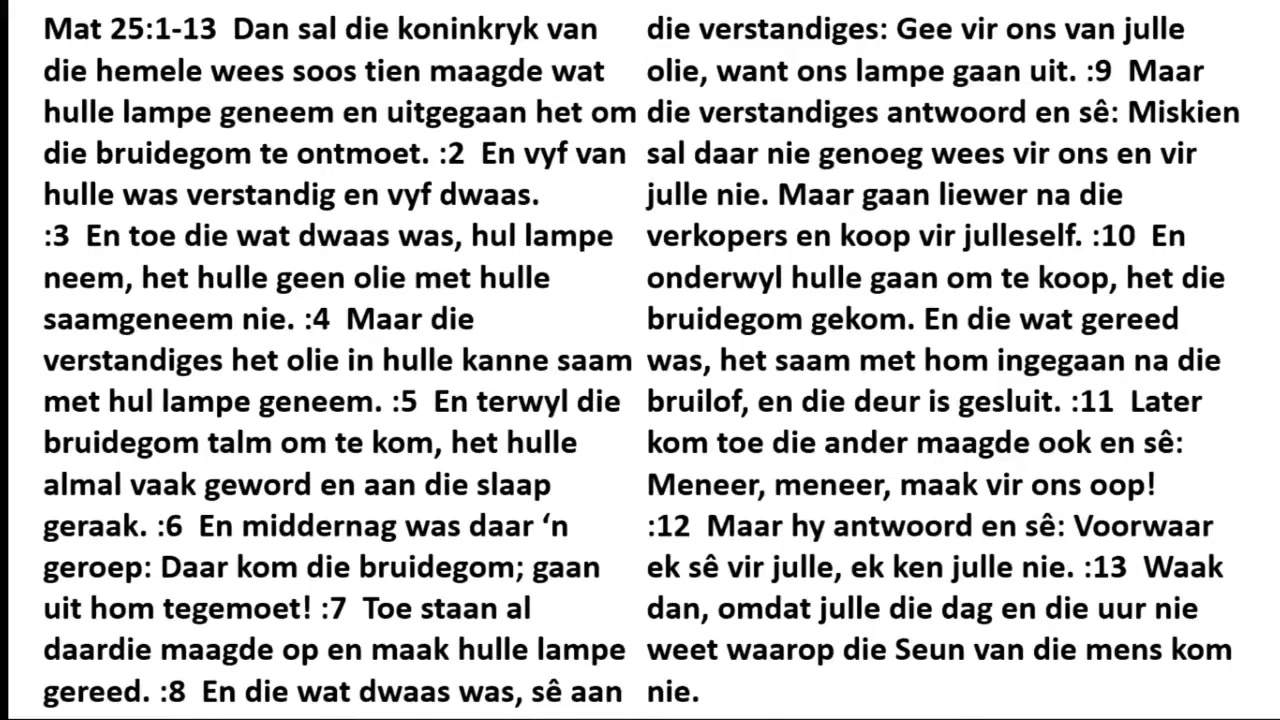 Mat 25:1-13  Dan sal die koninkryk van
die hemele wees soos tien maagde wat
hulle lampe geneem en uitgegaan het om
die bruidegom te ontmoet. :2  En vyf van
hulle was verstandig en vyf dwaas.
:3  En toe die wat dwaas was, hul lampe
neem, het hulle geen olie met hulle
saamgeneem nie. :4  Maar die
verstandiges het olie in hulle kanne saam
met hul lampe geneem. :5  En terwyl die
bruidegom talm om te kom, het hulle
almal vaak geword en aan die slaap
geraak. :6  En middernag was daar ‘n
geroep: Daar kom die bruidegom; gaan
uit hom tegemoet! :7  Toe staan al
daardie maagde op en maak hulle lampe
gereed. :8  En die wat dwaas was, sê aan
die verstandiges: Gee vir ons van julle
olie, want ons lampe gaan uit. :9  Maar
die verstandiges antwoord en sê: Miskien
sal daar nie genoeg wees vir ons en vir
julle nie. Maar gaan liewer na die
verkopers en koop vir julleself. :10  En
onderwyl hulle gaan om te koop, het die
bruidegom gekom. En die wat gereed
was, het saam met hom ingegaan na die
bruilof, en die deur is gesluit. :11  Later
kom toe die ander maagde ook en sê:
Meneer, meneer, maak vir ons oop!
:12  Maar hy antwoord en sê: Voorwaar
ek sê vir julle, ek ken julle nie. :13  Waak
dan, omdat julle die dag en die uur nie
weet waarop die Seun van die mens kom
nie.